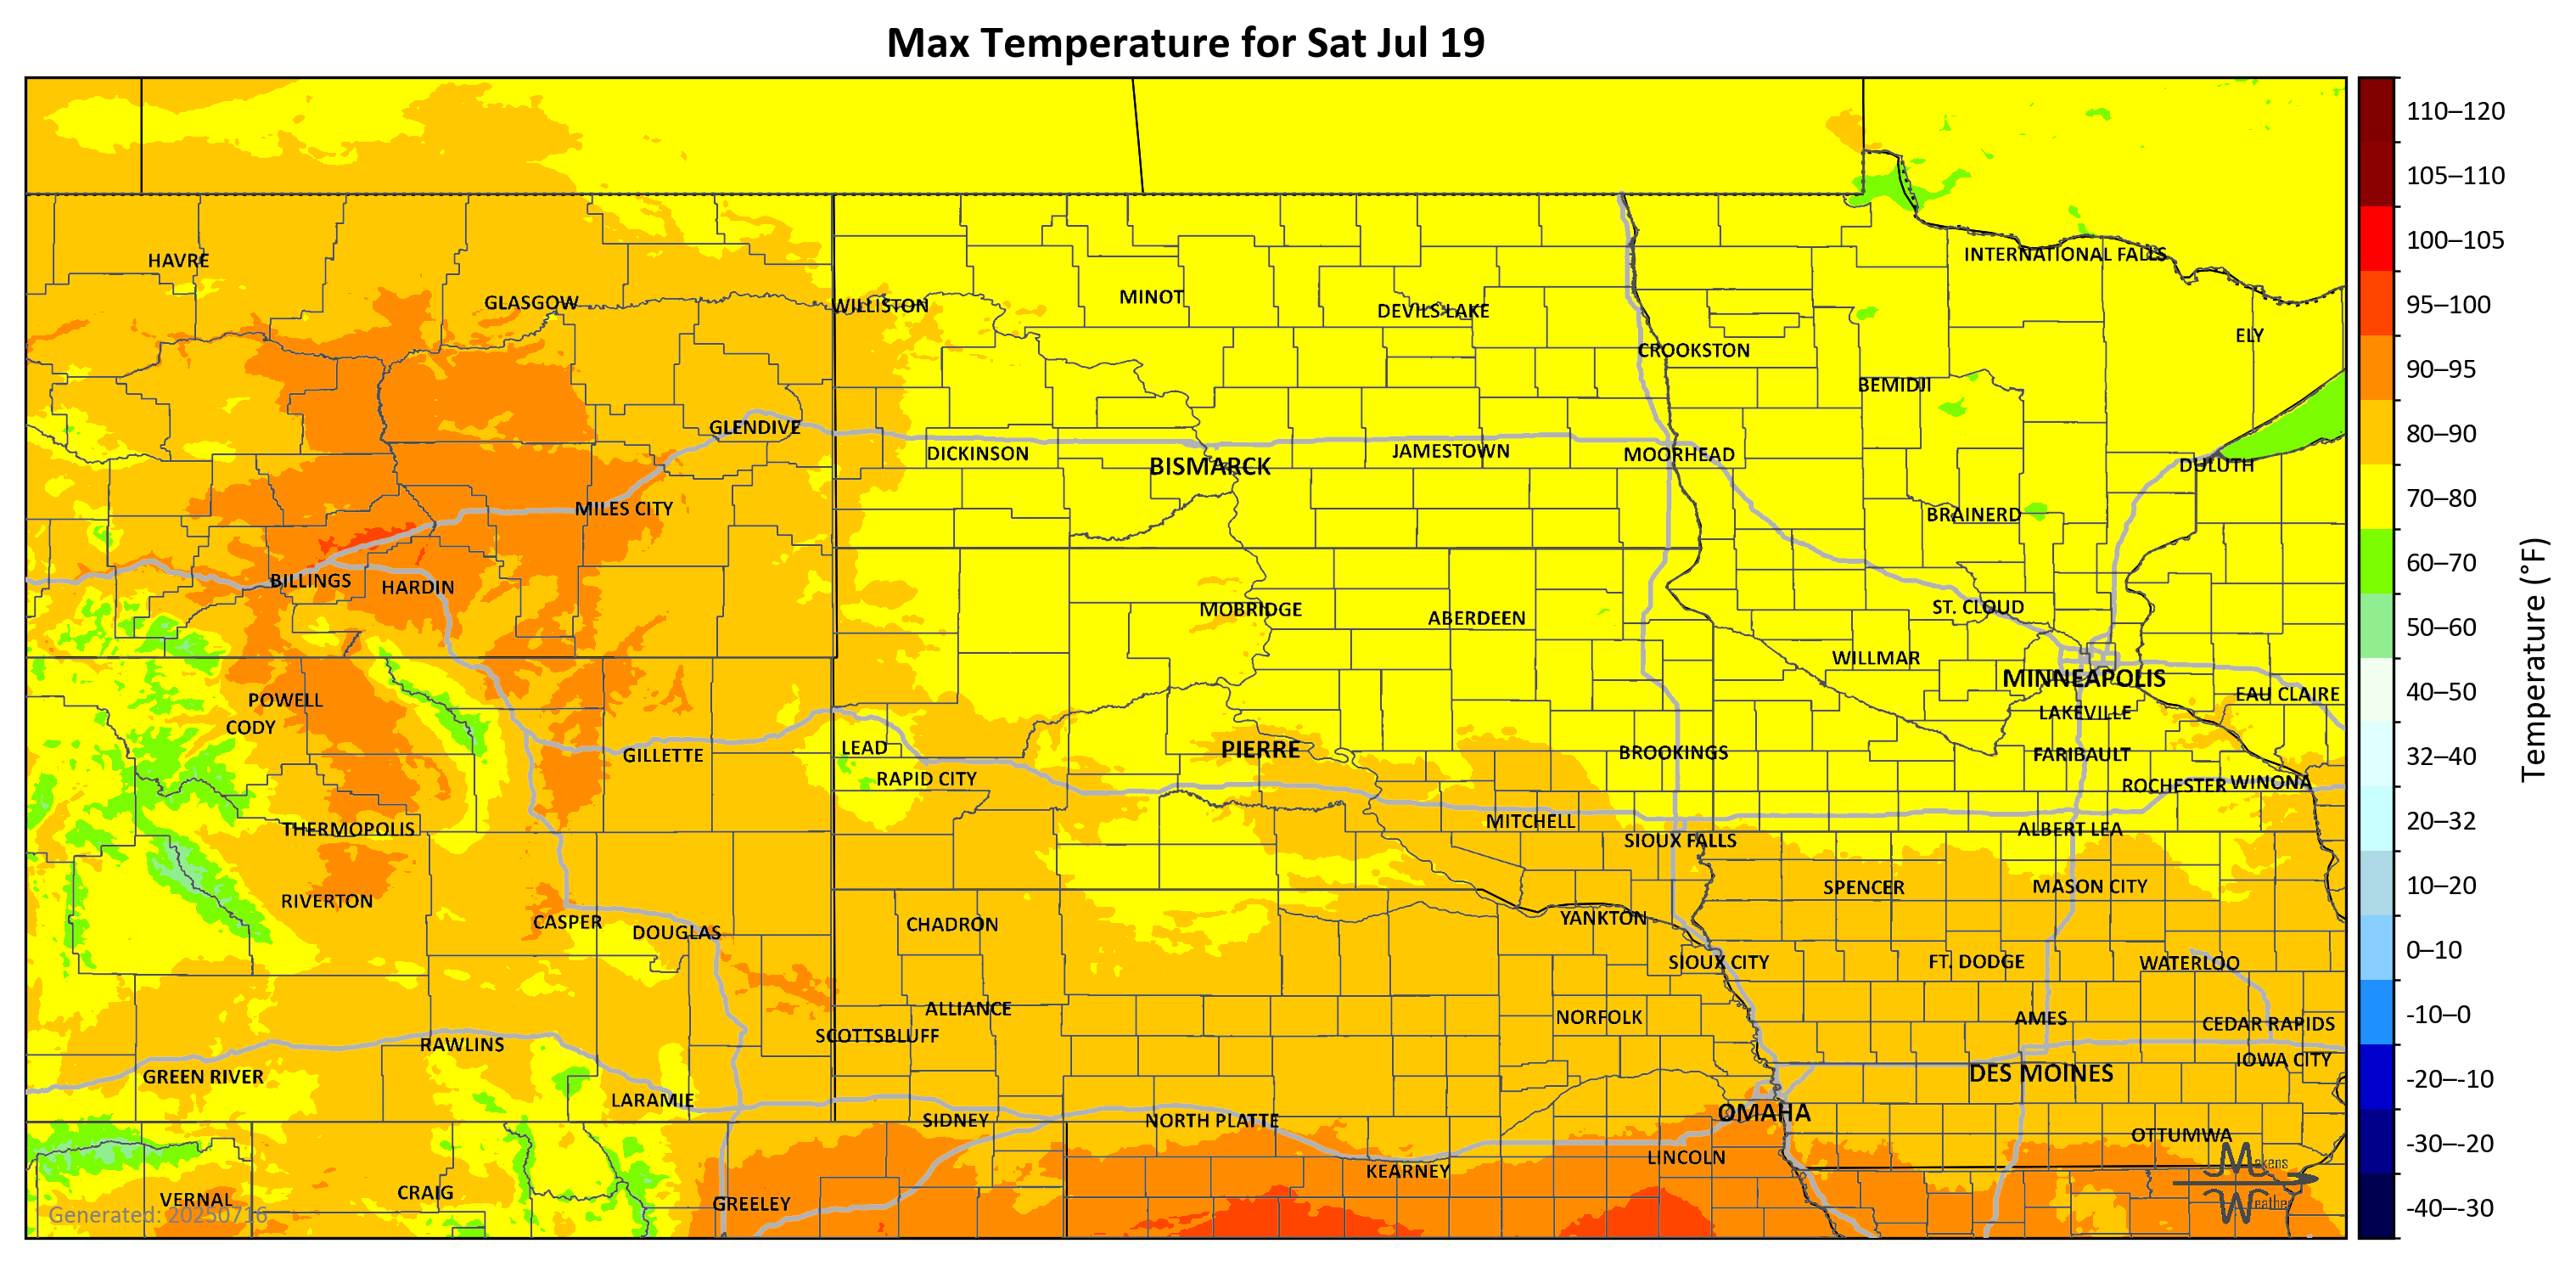 Max Temperature for Sat Jul 19
110–120
105–110
100–105
95–100
90–95
80–90
70–80
60–70
50–60
40–50
32–40
20–32
10–20
0–10
-10–0
-20–-10
-30–-20
-40–-30
Temperature (°F)
HAVRE
GLASGOW
WILLISTON
MINOT
DEVILS LAKE
INTERNATIONAL FALLS
ELY
CROOKSTON
BEMIDJI
GLENDIVE
DICKINSON
BISMARCK
JAMESTOWN
MOORHEAD
DULUTH
MILES CITY
BRAINERD
BILLINGS
HARDIN
MOBRIDGE
ABERDEEN
ST. CLOUD
WILLMAR
MINNEAPOLIS
EAU CLAIRE
POWELL
CODY
LAKEVILLE
GILLETTE
LEAD
RAPID CITY
PIERRE
BROOKINGS
FARIBAULT
ROCHESTER
WINONA
THERMOPOLIS
MITCHELL
SIOUX FALLS
ALBERT LEA
RIVERTON
CASPER
DOUGLAS
CHADRON
YANKTON
SPENCER
MASON CITY
SIOUX CITY
FT. DODGE
WATERLOO
ALLIANCE
SCOTTSBLUFF
NORFOLK
AMES
CEDAR RAPIDS
RAWLINS
GREEN RIVER
IOWA CITY
DES MOINES
LARAMIE
SIDNEY
NORTH PLATTE
OMAHA
OTTUMWA
KEARNEY
LINCOLN
VERNAL
CRAIG
GREELEY
Generated: 20250716
Makens
Weather